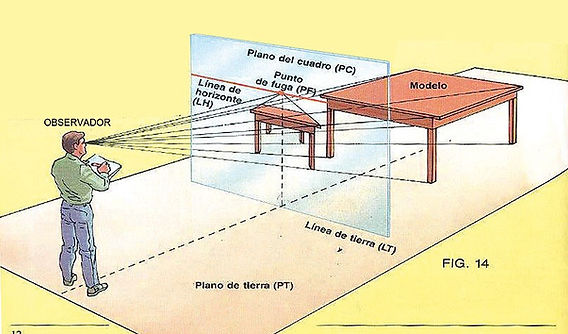 Plano del cuadro (PC)
Punto
de fuga (PF)
Línea de
horizonte
(LH)
Modelo
OBSERVADOR
Línea de tierra (LT)
FIG. 14
Plano de tierra (PT)
12